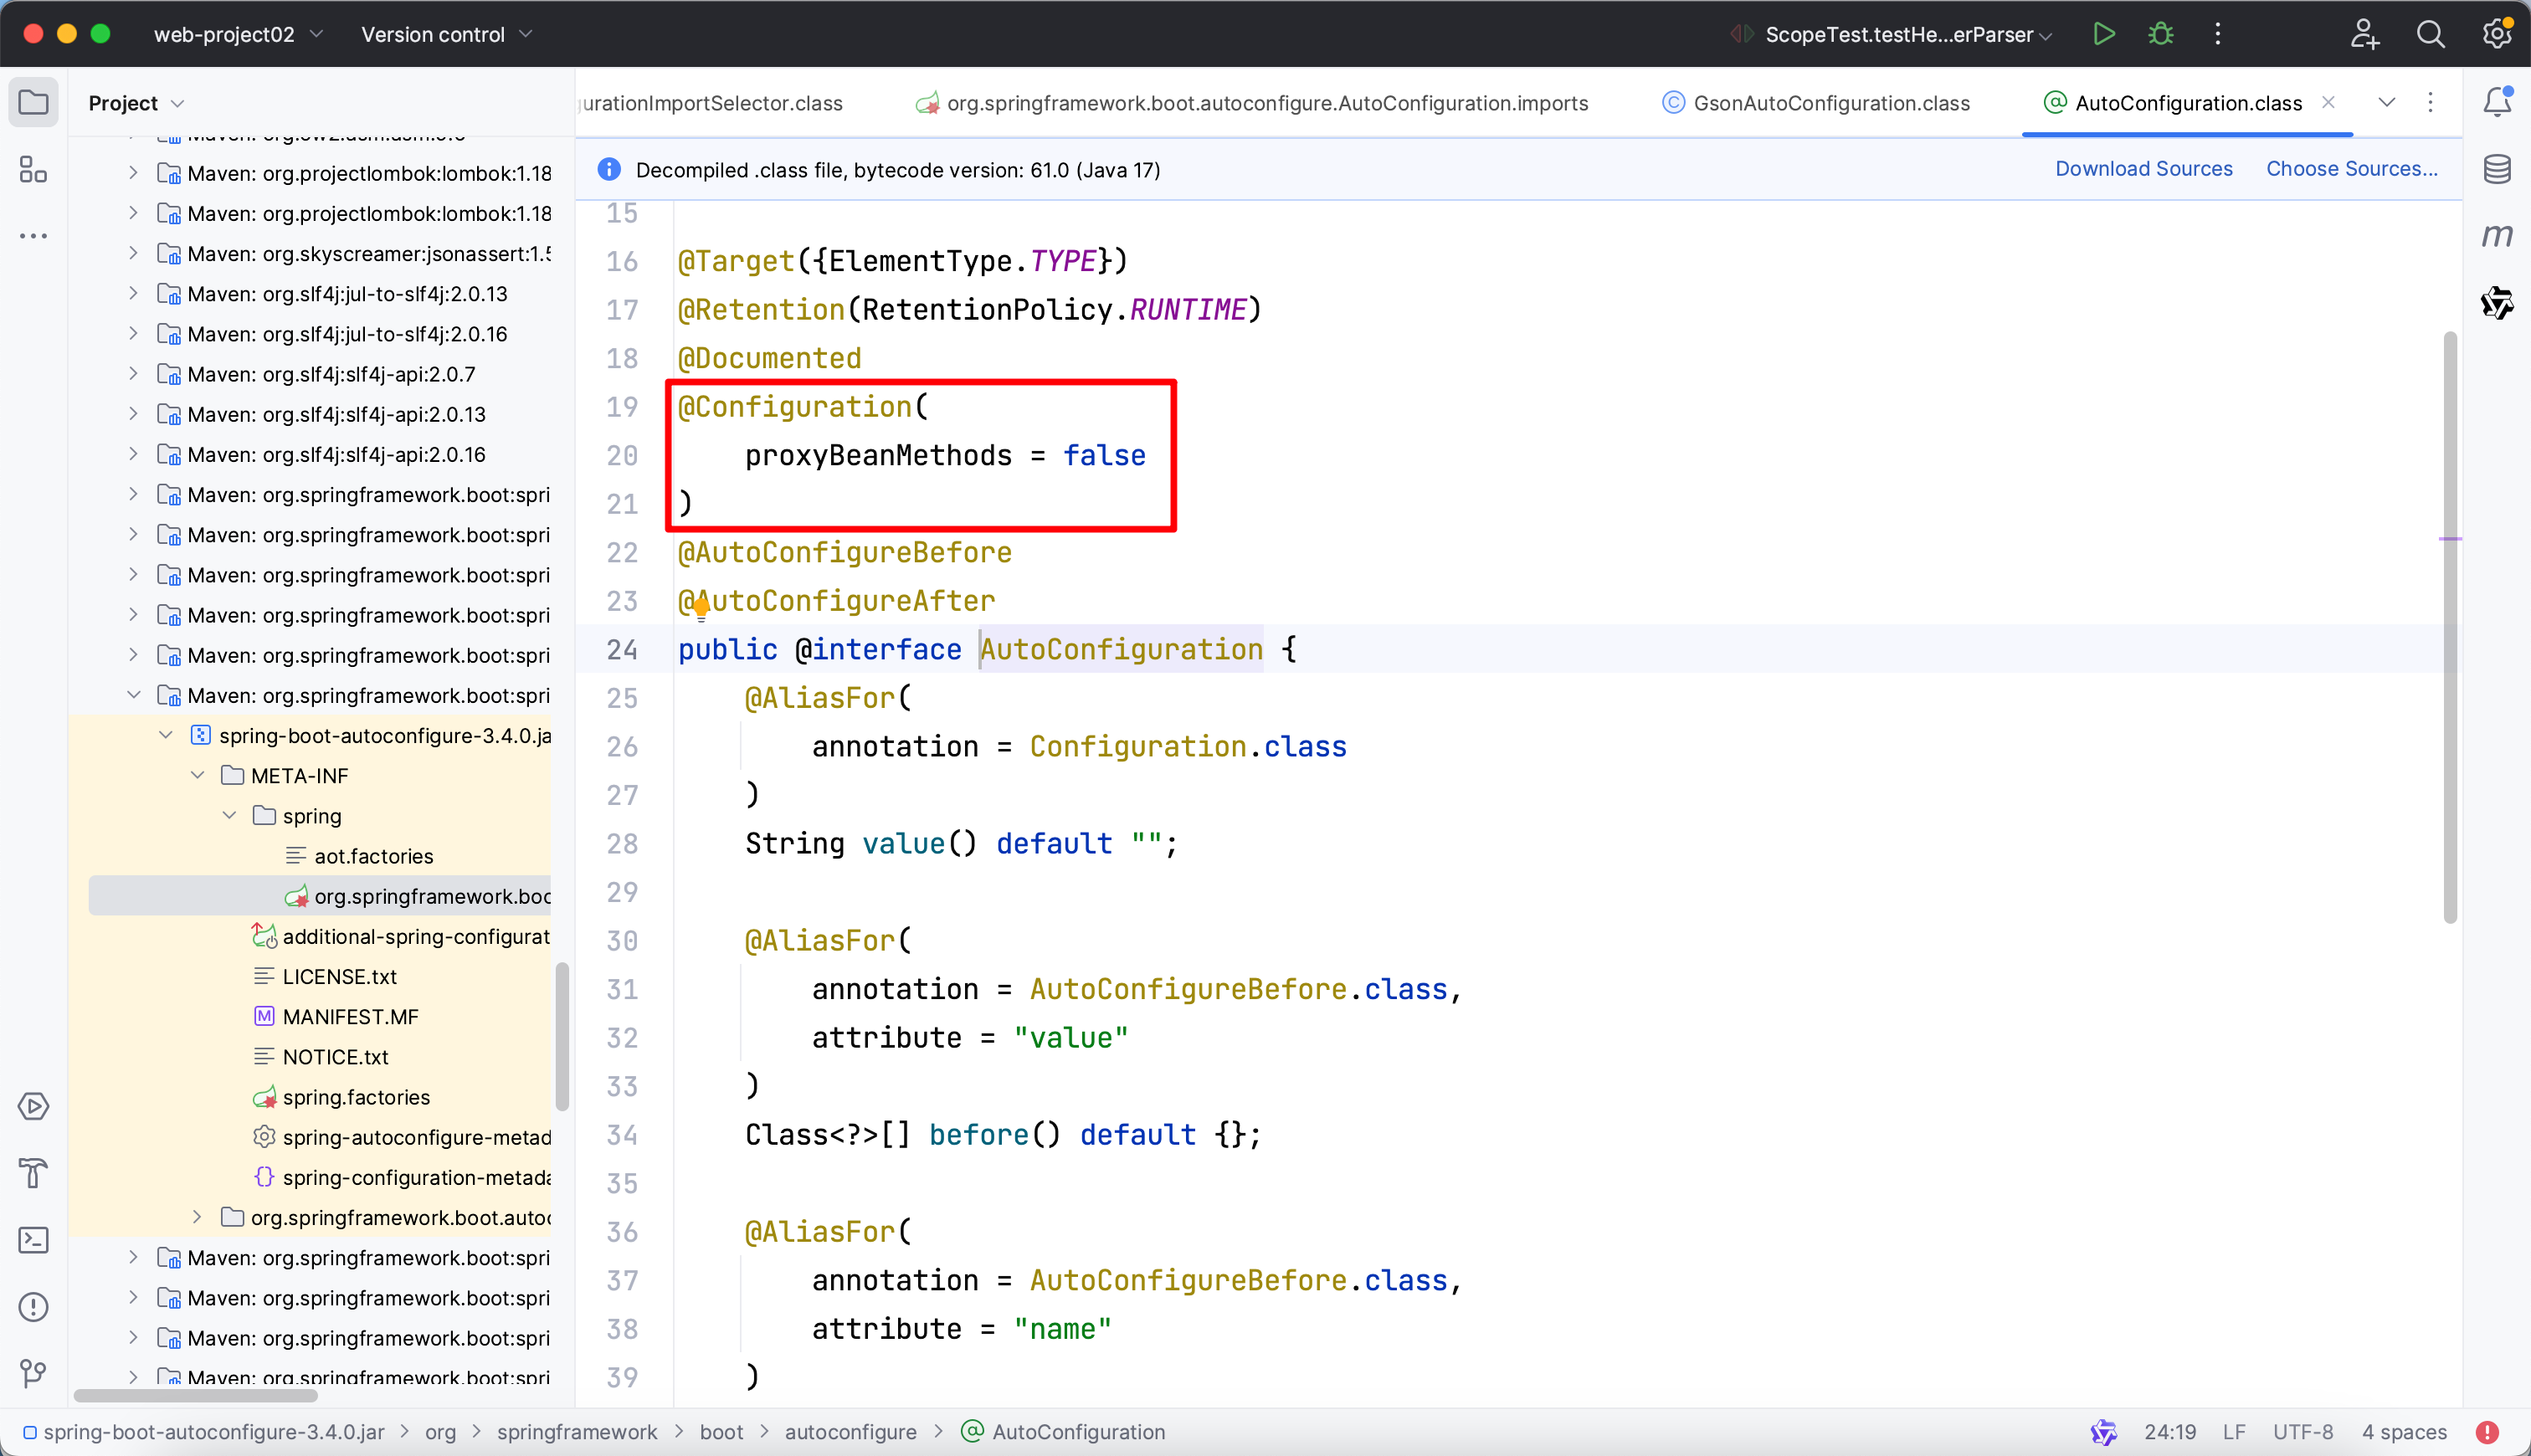 web-project02
Version control
ScopeTest.testHe...erParser
Project
urationImportSelector.class
org.springframework.boot.autoconfigure.AutoConfiguration.imports
GsonAutoConfiguration.class
AutoConfiguration.class
Decompiled .class file, bytecode version: 61.0 (Java 17)
Download Sources
Choose Sources...
Maven: org.projectlombok:lombok:1.18
Maven: org.projectlombok:lombok:1.18
Maven: org.skyscreamer:jsonassert:1.5
Maven: org.slf4j:jul-to-slf4j:2.0.13
Maven: org.slf4j:jul-to-slf4j:2.0.16
Maven: org.slf4j:slf4j-api:2.0.7
Maven: org.slf4j:slf4j-api:2.0.13
Maven: org.slf4j:slf4j-api:2.0.16
Maven: org.springframework.boot:spri
Maven: org.springframework.boot:spri
Maven: org.springframework.boot:spri
Maven: org.springframework.boot:spri
Maven: org.springframework.boot:spri
Maven: org.springframework.boot:spri
spring-boot-autoconfigure-3.4.0.ja
META-INF
spring
aot.factories
org.springframework.boo
additional-spring-configurat
LICENSE.txt
MANIFEST.MF
NOTICE.txt
spring.factories
spring-autoconfigure-metad
spring-configuration-metada
org.springframework.boot.autoc
Maven: org.springframework.boot:spri
Maven: org.springframework.boot:spri
Maven: org.springframework.boot:spri
Maven: org.springframework.boot:spri
15
16 @Target({ElementType.TYPE})
17 @Retention(RetentionPolicy.RUNTIME)
18 @Documented
19 @Configuration(
20 proxyBeanMethods = false
21 )
22 @AutoConfigureBefore
23 @AutoConfigureAfter
24 public @interface AutoConfiguration {
25 @AliasFor(
26 annotation = Configuration.class
27 )
28 String value() default "";
29
30 @AliasFor(
31 annotation = AutoConfigureBefore.class,
32 attribute = "value"
33 )
34 Class<?>[] before() default {};
35
36 @AliasFor(
37 annotation = AutoConfigureBefore.class,
38 attribute = "name"
39 )
spring-boot-autoconfigure-3.4.0.jar > org > springframework > boot > autoconfigure > AutoConfiguration
24:19 LF UTF-8 4 spaces